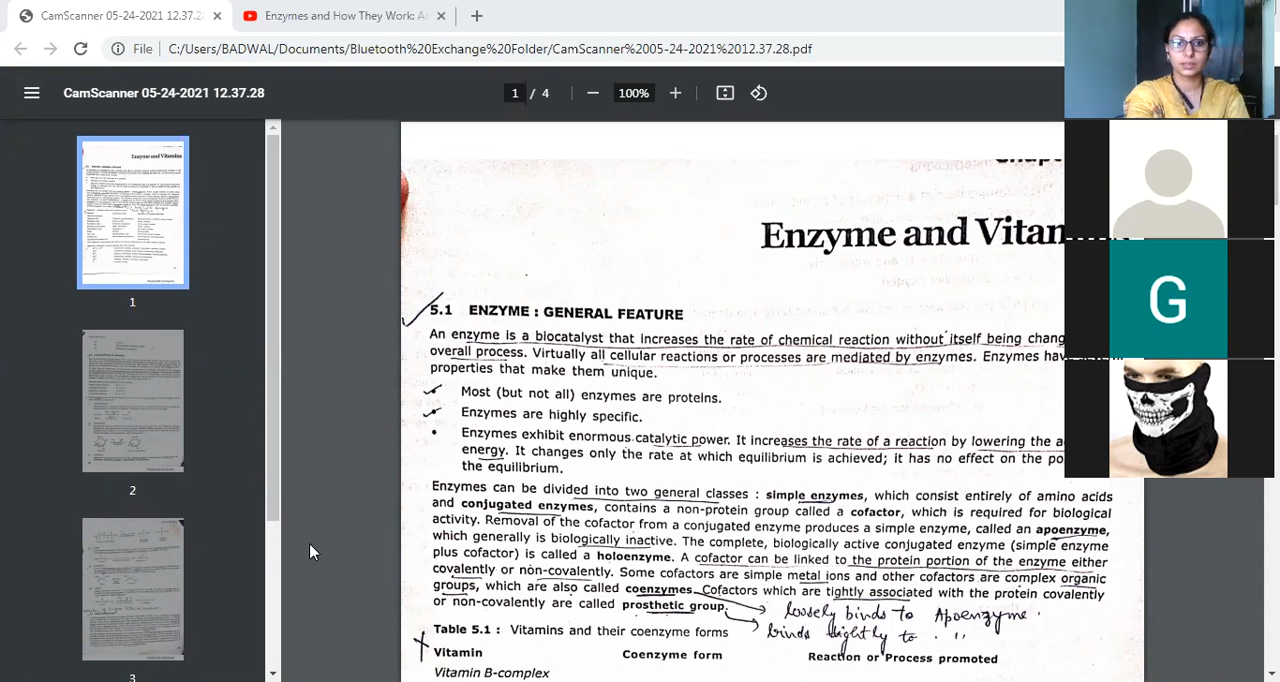 CamScanner 05-24-2021 12.37.2
Enzymes and How They Work: A
File
C:/Users/BADWAL/Documents/Bluetooth%20Exchange%20Folder/CamScanner%2005-24-2021%2012.37.28.pdf
CamScanner 05-24-2021 12.37.28
1 / 4
100%
Enzyme and Vitamins
1
2
3
Enzyme and Vitam
5.1 ENZYME : GENERAL FEATURE
An enzyme is a biocatalyst that increases the rate of chemical reaction without itself being chang
overall process. Virtually all cellular reactions or processes are mediated by enzymes. Enzymes have
properties that make them unique.
Most (but not all) enzymes are proteins.
Enzymes are highly specific.
• Enzymes exhibit enormous catalytic power. It increases the rate of a reaction by lowering the a
energy. It changes only the rate at which equilibrium is achieved; it has no effect on the po
the equilibrium.
Enzymes can be divided into two general classes : simple enzymes, which consist entirely of amino acids
and conjugated enzymes, contains a non-protein group called a cofactor, which is required for biological
activity. Removal of the cofactor from a conjugated enzyme produces a simple enzyme, called an apoenzyme,
which generally is biologically inactive. The complete, biologically active conjugated enzyme (simple enzyme
plus cofactor) is called a holoenzyme. A cofactor can be linked to the protein portion of the enzyme either
covalently or non-covalently. Some cofactors are simple metal ions and other cofactors are complex organic
groups, which are also called coenzymes. Cofactors which are tightly associated with the protein covalently
or non-covalently are called prosthetic group.
loosely binds to Apoenzyme.
binds tightly to . "
Table 5.1 : Vitamins and their coenzyme forms
Vitamin Coenzyme form Reaction or Process promoted
Vitamin B-complex
G